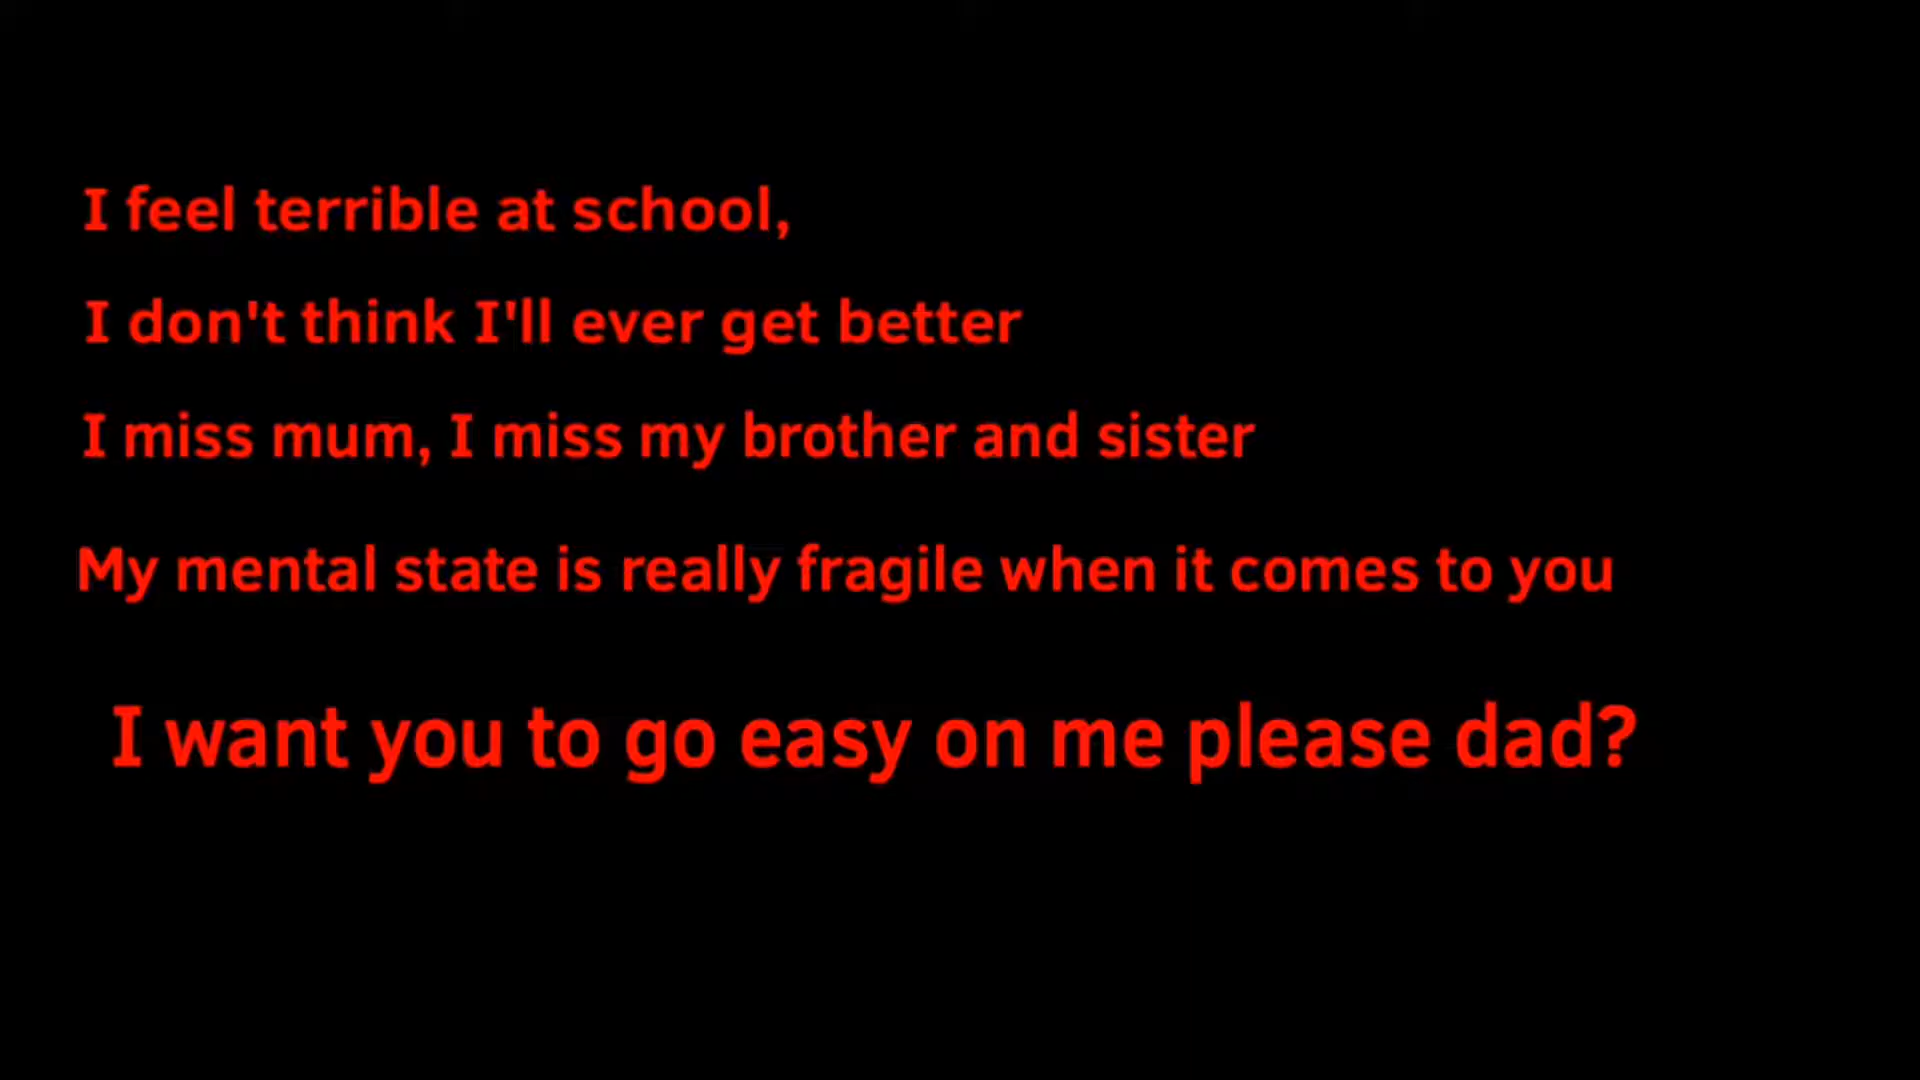 I feel terrible at school,
I don't think I'll ever get better
I miss mum, I miss my brother and sister
My mental state is really fragile when it comes to you
I want you to go easy on me please dad?